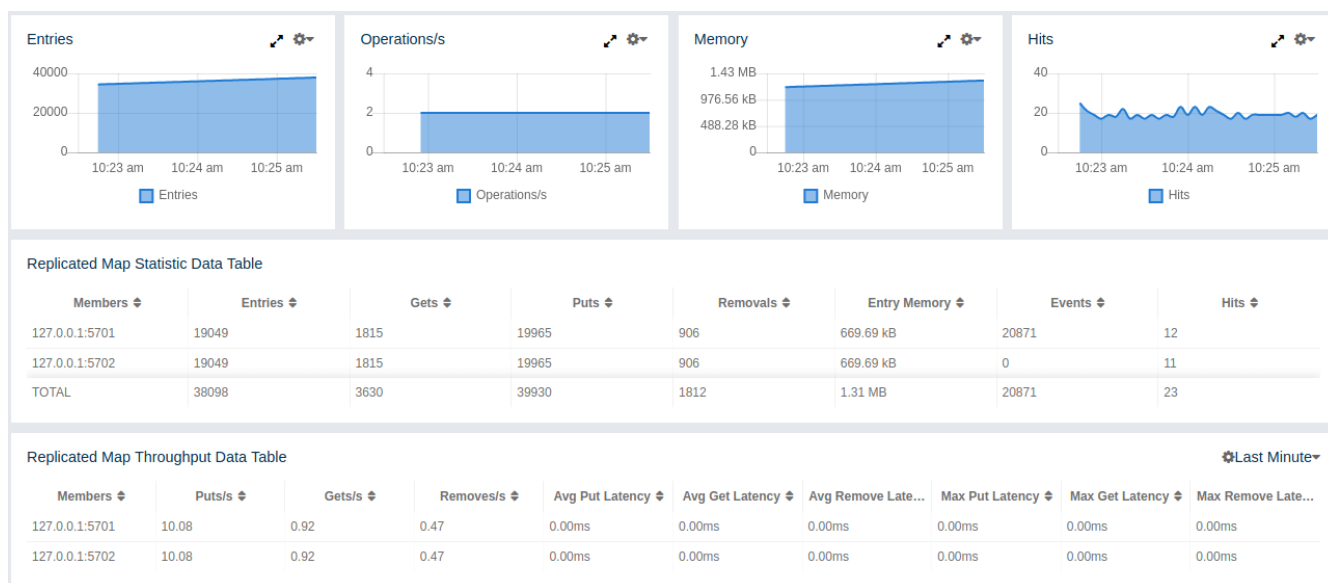 Entries Operations/s Memory Hits
40000 4 1.43 MB 40
976.56 kB
20000 2 20
488.28 kB
0 0 0 0
10:23 am 10:24 am 10:25 am 10:23 am 10:24 am 10:25 am 10:23 am 10:24 am 10:25 am 10:23 am 10:24 am 10:25 am
Entries Operations/s Memory Hits
Replicated Map Statistic Data Table
Members Entries Gets Puts Removals Entry Memory Events Hits
127.0.0.1:5701 19049 1815 19965 906 669.69 kB 20871 12
127.0.0.1:5702 19049 1815 19965 906 669.69 kB 0 11
TOTAL 38098 3630 39930 1812 1.31 MB 20871 23
Replicated Map Throughput Data Table Last Minute
Members Puts/s Gets/s Removes/s Avg Put Latency Avg Get Latency Avg Remove Late... Max Put Latency Max Get Latency Max Remove Late...
127.0.0.1:5701 10.08 0.92 0.47 0.00ms 0.00ms 0.00ms 0.00ms 0.00ms 0.00ms
127.0.0.1:5702 10.08 0.92 0.47 0.00ms 0.00ms 0.00ms 0.00ms 0.00ms 0.00ms